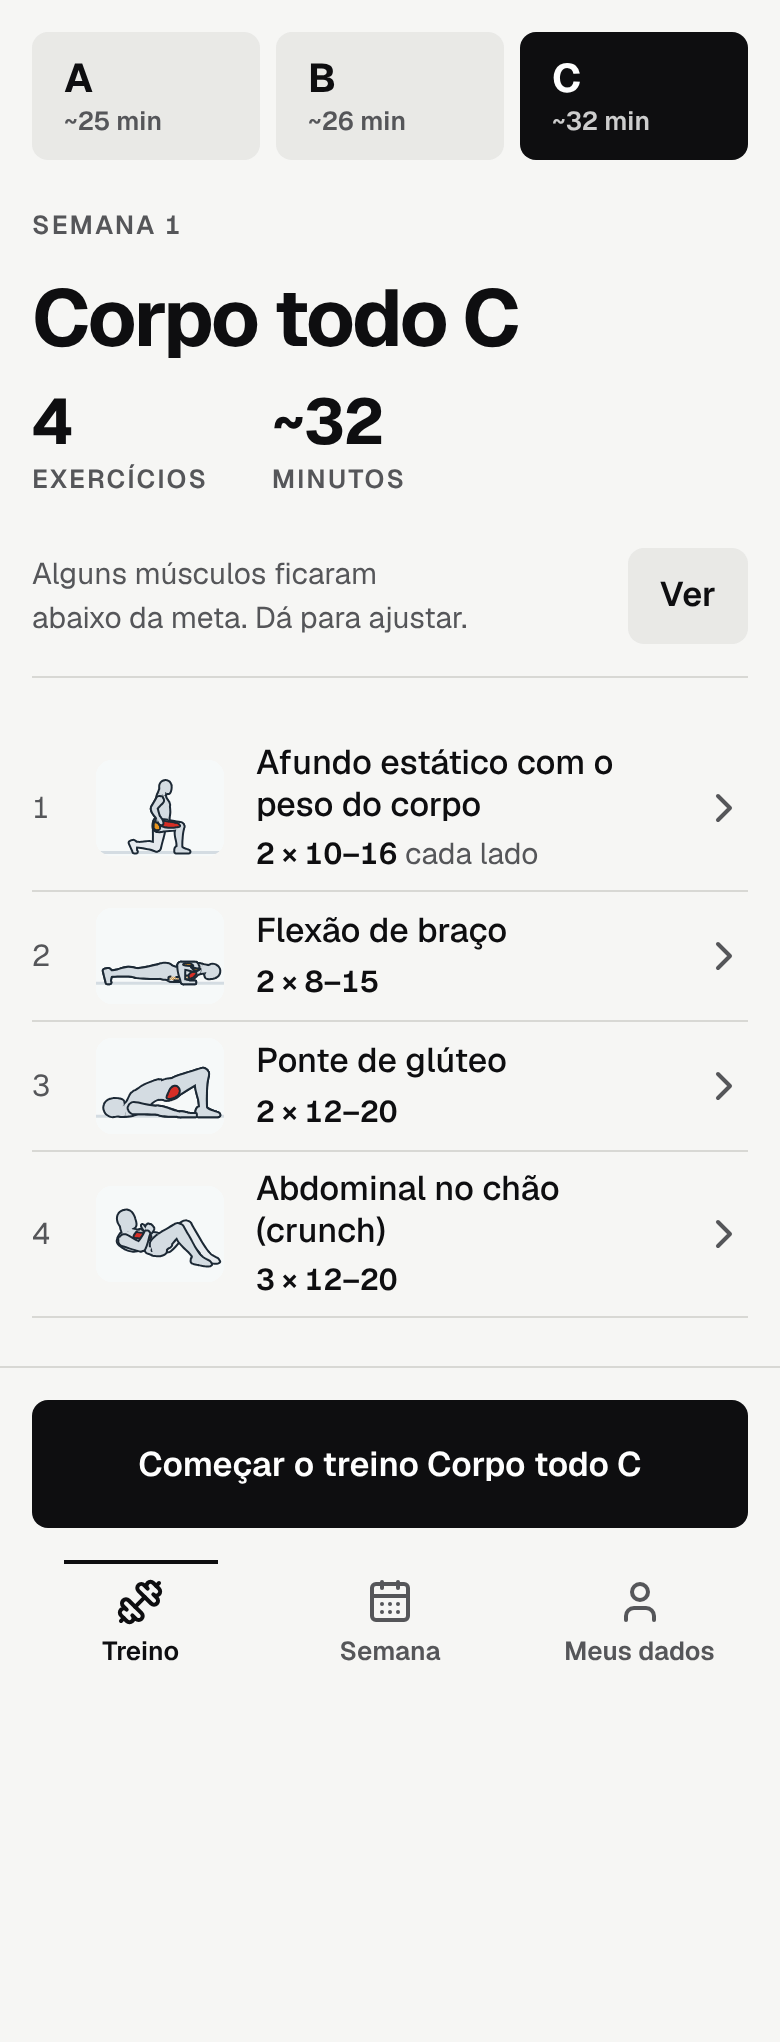 A
~25 min
B
~26 min
C
~32 min
SEMANA 1
Corpo todo C
4
EXERCÍCIOS
~32
MINUTOS
Alguns músculos ficaram
abaixo da meta. Dá para ajustar.
Ver
1
Afundo estático com o
peso do corpo
2 × 10–16 cada lado
2
Flexão de braço
2 × 8–15
3
Ponte de glúteo
2 × 12–20
4
Abdominal no chão
(crunch)
3 × 12–20
Começar o treino Corpo todo C
Treino
Semana
Meus dados